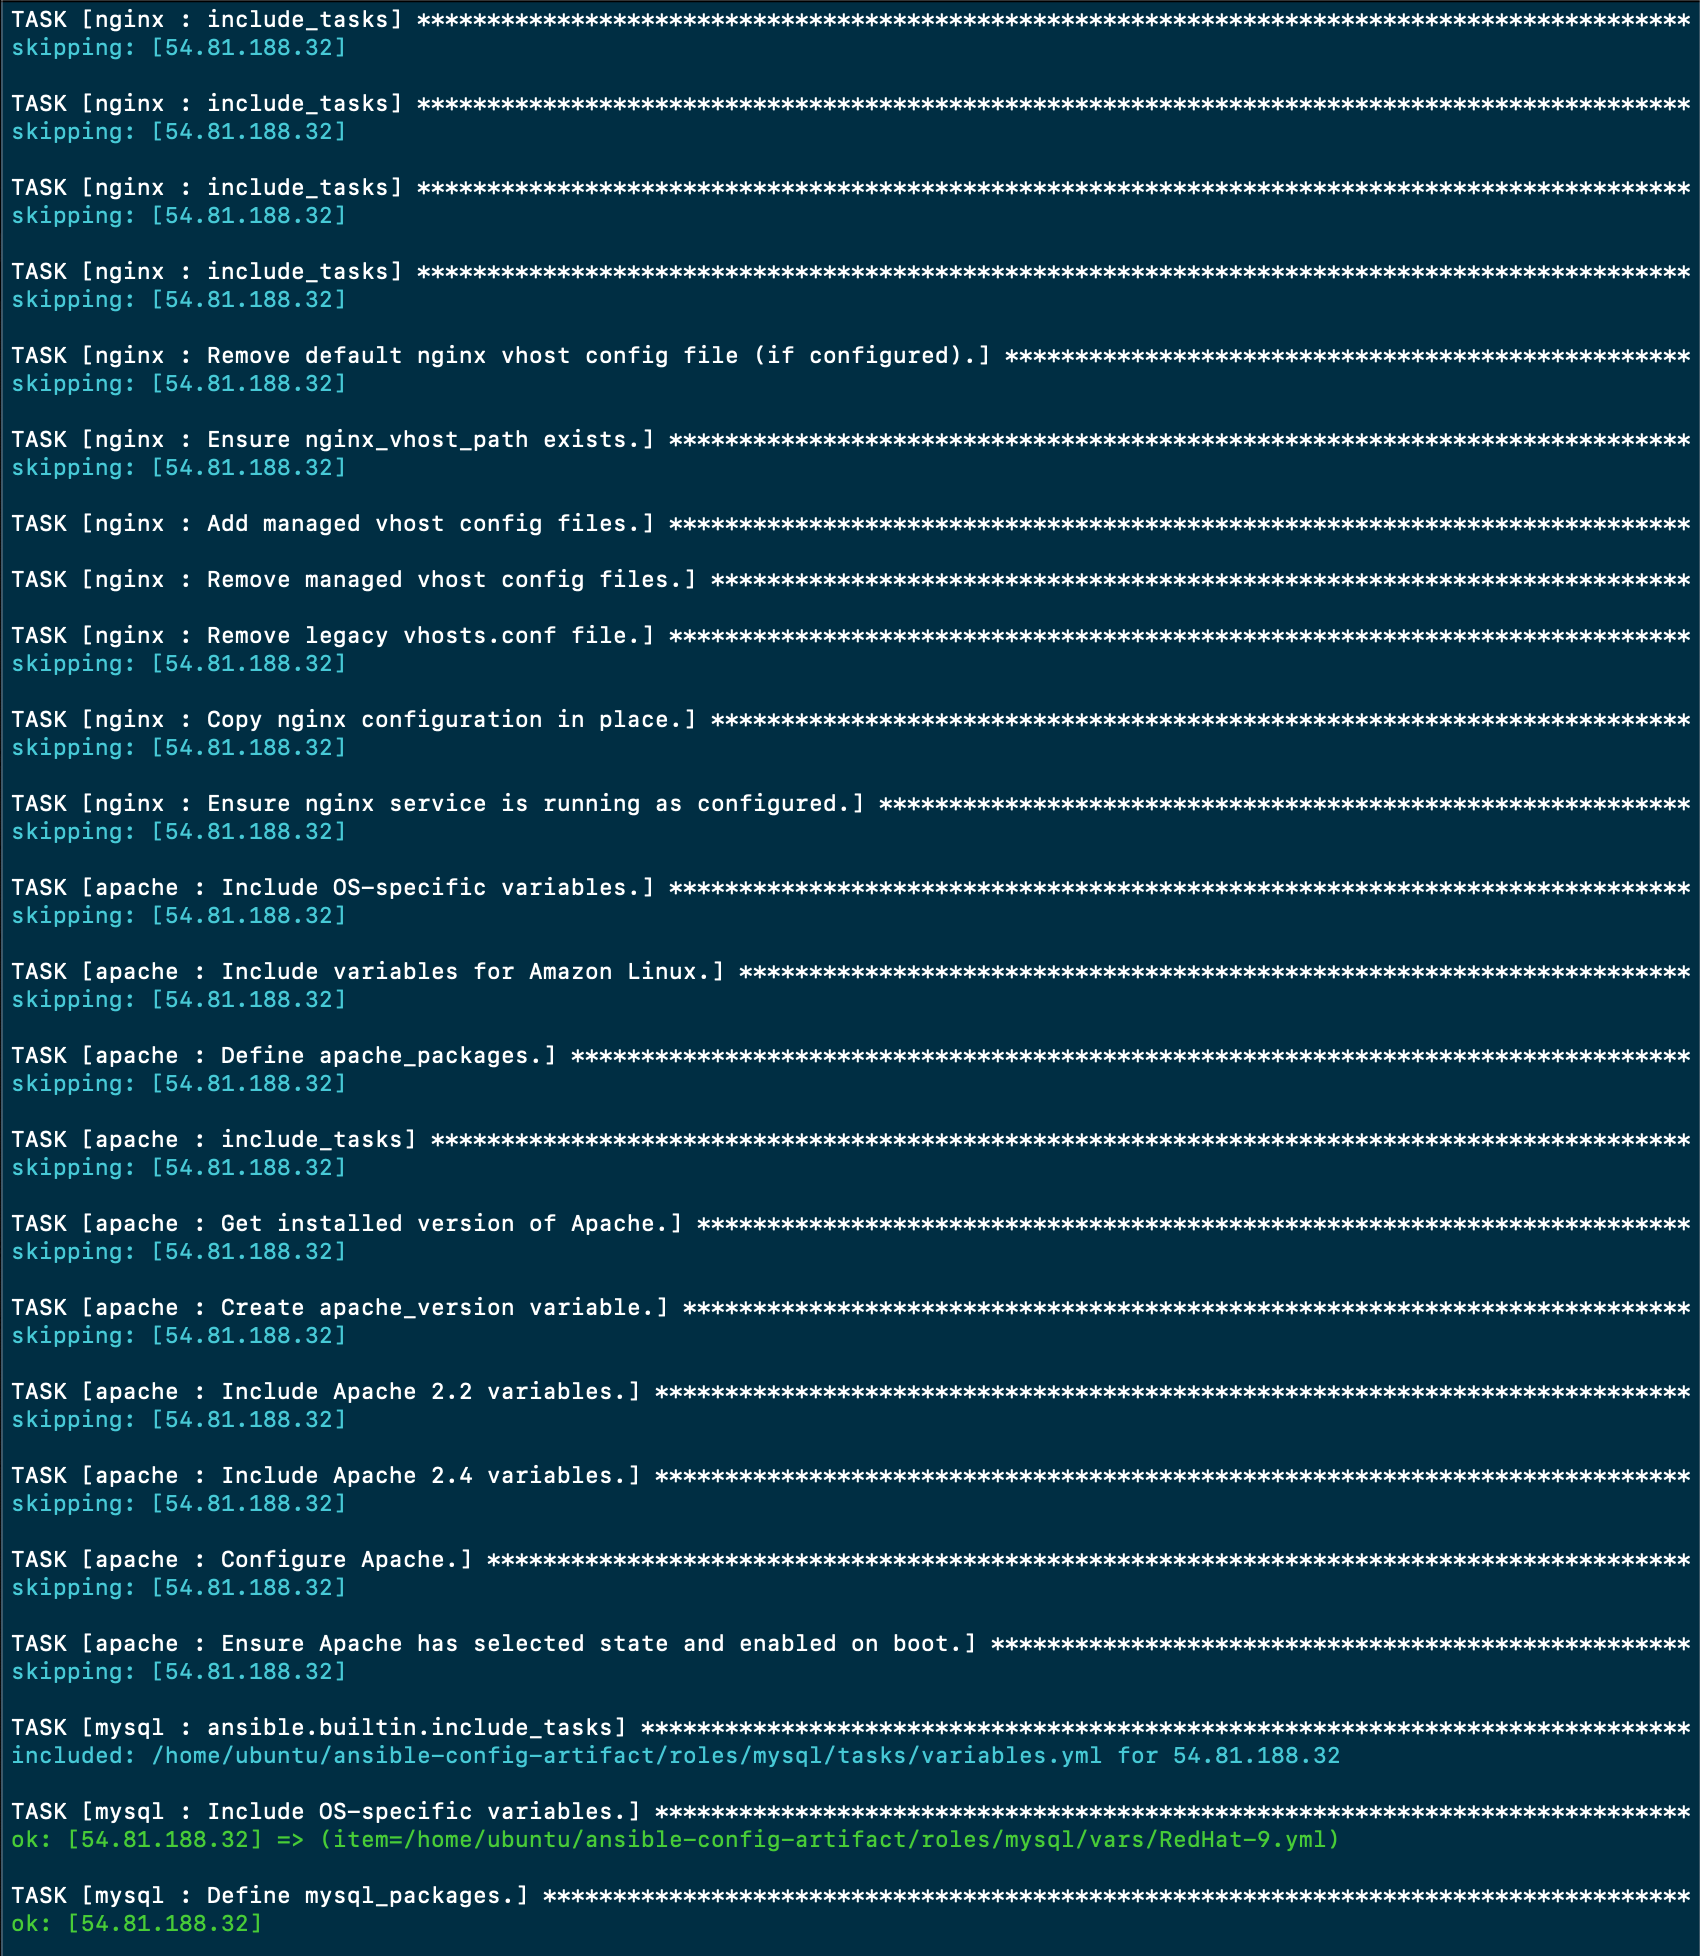 TASK [nginx : include_tasks] *******************************************************************************************
skipping: [54.81.188.32]
TASK [nginx : include_tasks] *******************************************************************************************
skipping: [54.81.188.32]
TASK [nginx : include_tasks] *******************************************************************************************
skipping: [54.81.188.32]
TASK [nginx : include_tasks] *******************************************************************************************
skipping: [54.81.188.32]
TASK [nginx : Remove default nginx vhost config file (if configured).] *************************************************
skipping: [54.81.188.32]
TASK [nginx : Ensure nginx_vhost_path exists.] *************************************************************************
skipping: [54.81.188.32]
TASK [nginx : Add managed vhost config files.] *************************************************************************
TASK [nginx : Remove managed vhost config files.] **********************************************************************
TASK [nginx : Remove legacy vhosts.conf file.] *************************************************************************
skipping: [54.81.188.32]
TASK [nginx : Copy nginx configuration in place.] **********************************************************************
skipping: [54.81.188.32]
TASK [nginx : Ensure nginx service is running as configured.] **********************************************************
skipping: [54.81.188.32]
TASK [apache : Include OS-specific variables.] *************************************************************************
skipping: [54.81.188.32]
TASK [apache : Include variables for Amazon Linux.] ********************************************************************
skipping: [54.81.188.32]
TASK [apache : Define apache_packages.] ********************************************************************************
skipping: [54.81.188.32]
TASK [apache : include_tasks] ******************************************************************************************
skipping: [54.81.188.32]
TASK [apache : Get installed version of Apache.] ***********************************************************************
skipping: [54.81.188.32]
TASK [apache : Create apache_version variable.] ************************************************************************
skipping: [54.81.188.32]
TASK [apache : Include Apache 2.2 variables.] **************************************************************************
skipping: [54.81.188.32]
TASK [apache : Include Apache 2.4 variables.] **************************************************************************
skipping: [54.81.188.32]
TASK [apache : Configure Apache.] **************************************************************************************
skipping: [54.81.188.32]
TASK [apache : Ensure Apache has selected state and enabled on boot.] **************************************************
skipping: [54.81.188.32]
TASK [mysql : ansible.builtin.include_tasks] ***************************************************************************
included: /home/ubuntu/ansible-config-artifact/roles/mysql/tasks/variables.yml for 54.81.188.32
TASK [mysql : Include OS-specific variables.] **************************************************************************
ok: [54.81.188.32] => (item=/home/ubuntu/ansible-config-artifact/roles/mysql/vars/RedHat-9.yml)
TASK [mysql : Define mysql_packages.] **********************************************************************************
ok: [54.81.188.32]